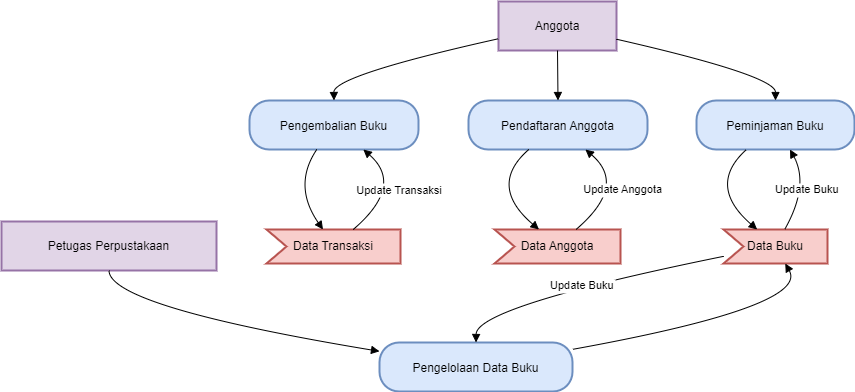 Anggota
Pengembalian Buku
Pendaftaran Anggota
Peminjaman Buku
Update Transaksi
Update Anggota
Update Buku
Petugas Perpustakaan
Data Transaksi
Data Anggota
Data Buku
Update Buku
Pengelolaan Data Buku